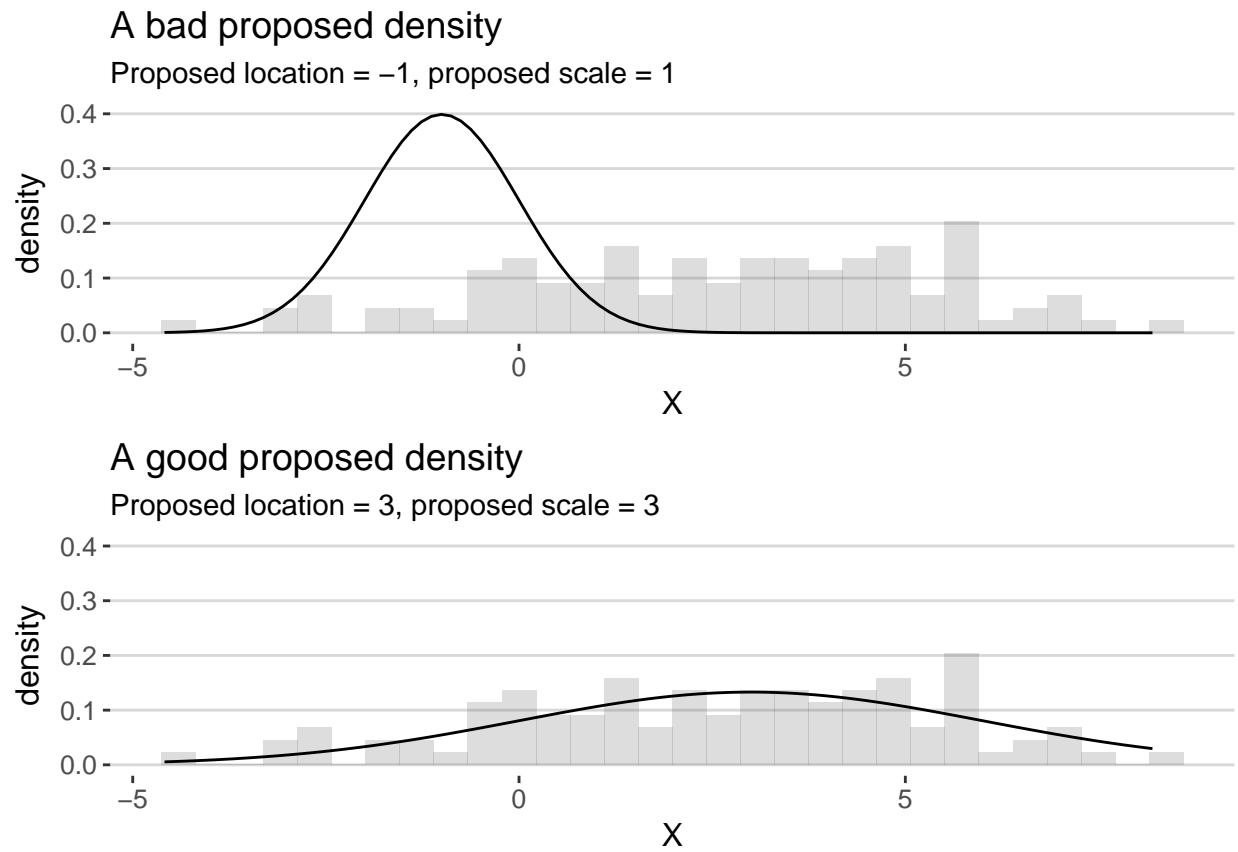 A bad proposed density
Proposed location = −1, proposed scale = 1
0.4
0.3
0.2
0.1
0.0
density
−5 0 5
X
A good proposed density
Proposed location = 3, proposed scale = 3
0.4
0.3
0.2
0.1
0.0
density
−5 0 5
X